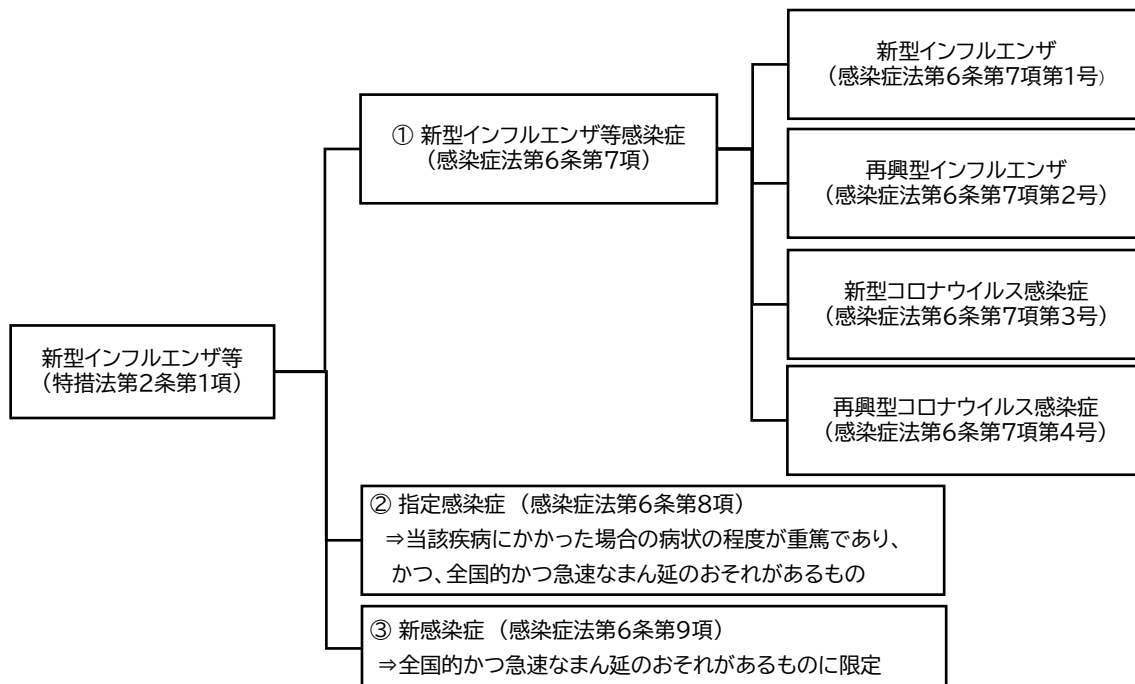 新型インフルエンザ等
(特措法第2条第1項)
① 新型インフルエンザ等感染症
(感染症法第6条第7項)
新型インフルエンザ
(感染症法第6条第7項第1号)
再興型インフルエンザ
(感染症法第6条第7項第2号)
新型コロナウイルス感染症
(感染症法第6条第7項第3号)
再興型コロナウイルス感染症
(感染症法第6条第7項第4号)
② 指定感染症 (感染症法第6条第8項)
⇒当該疾病にかかった場合の病状の程度が重篤であり、
かつ、全国的かつ急速なまん延のおそれがあるもの
③ 新感染症 (感染症法第6条第9項)
⇒全国的かつ急速なまん延のおそれがあるものに限定